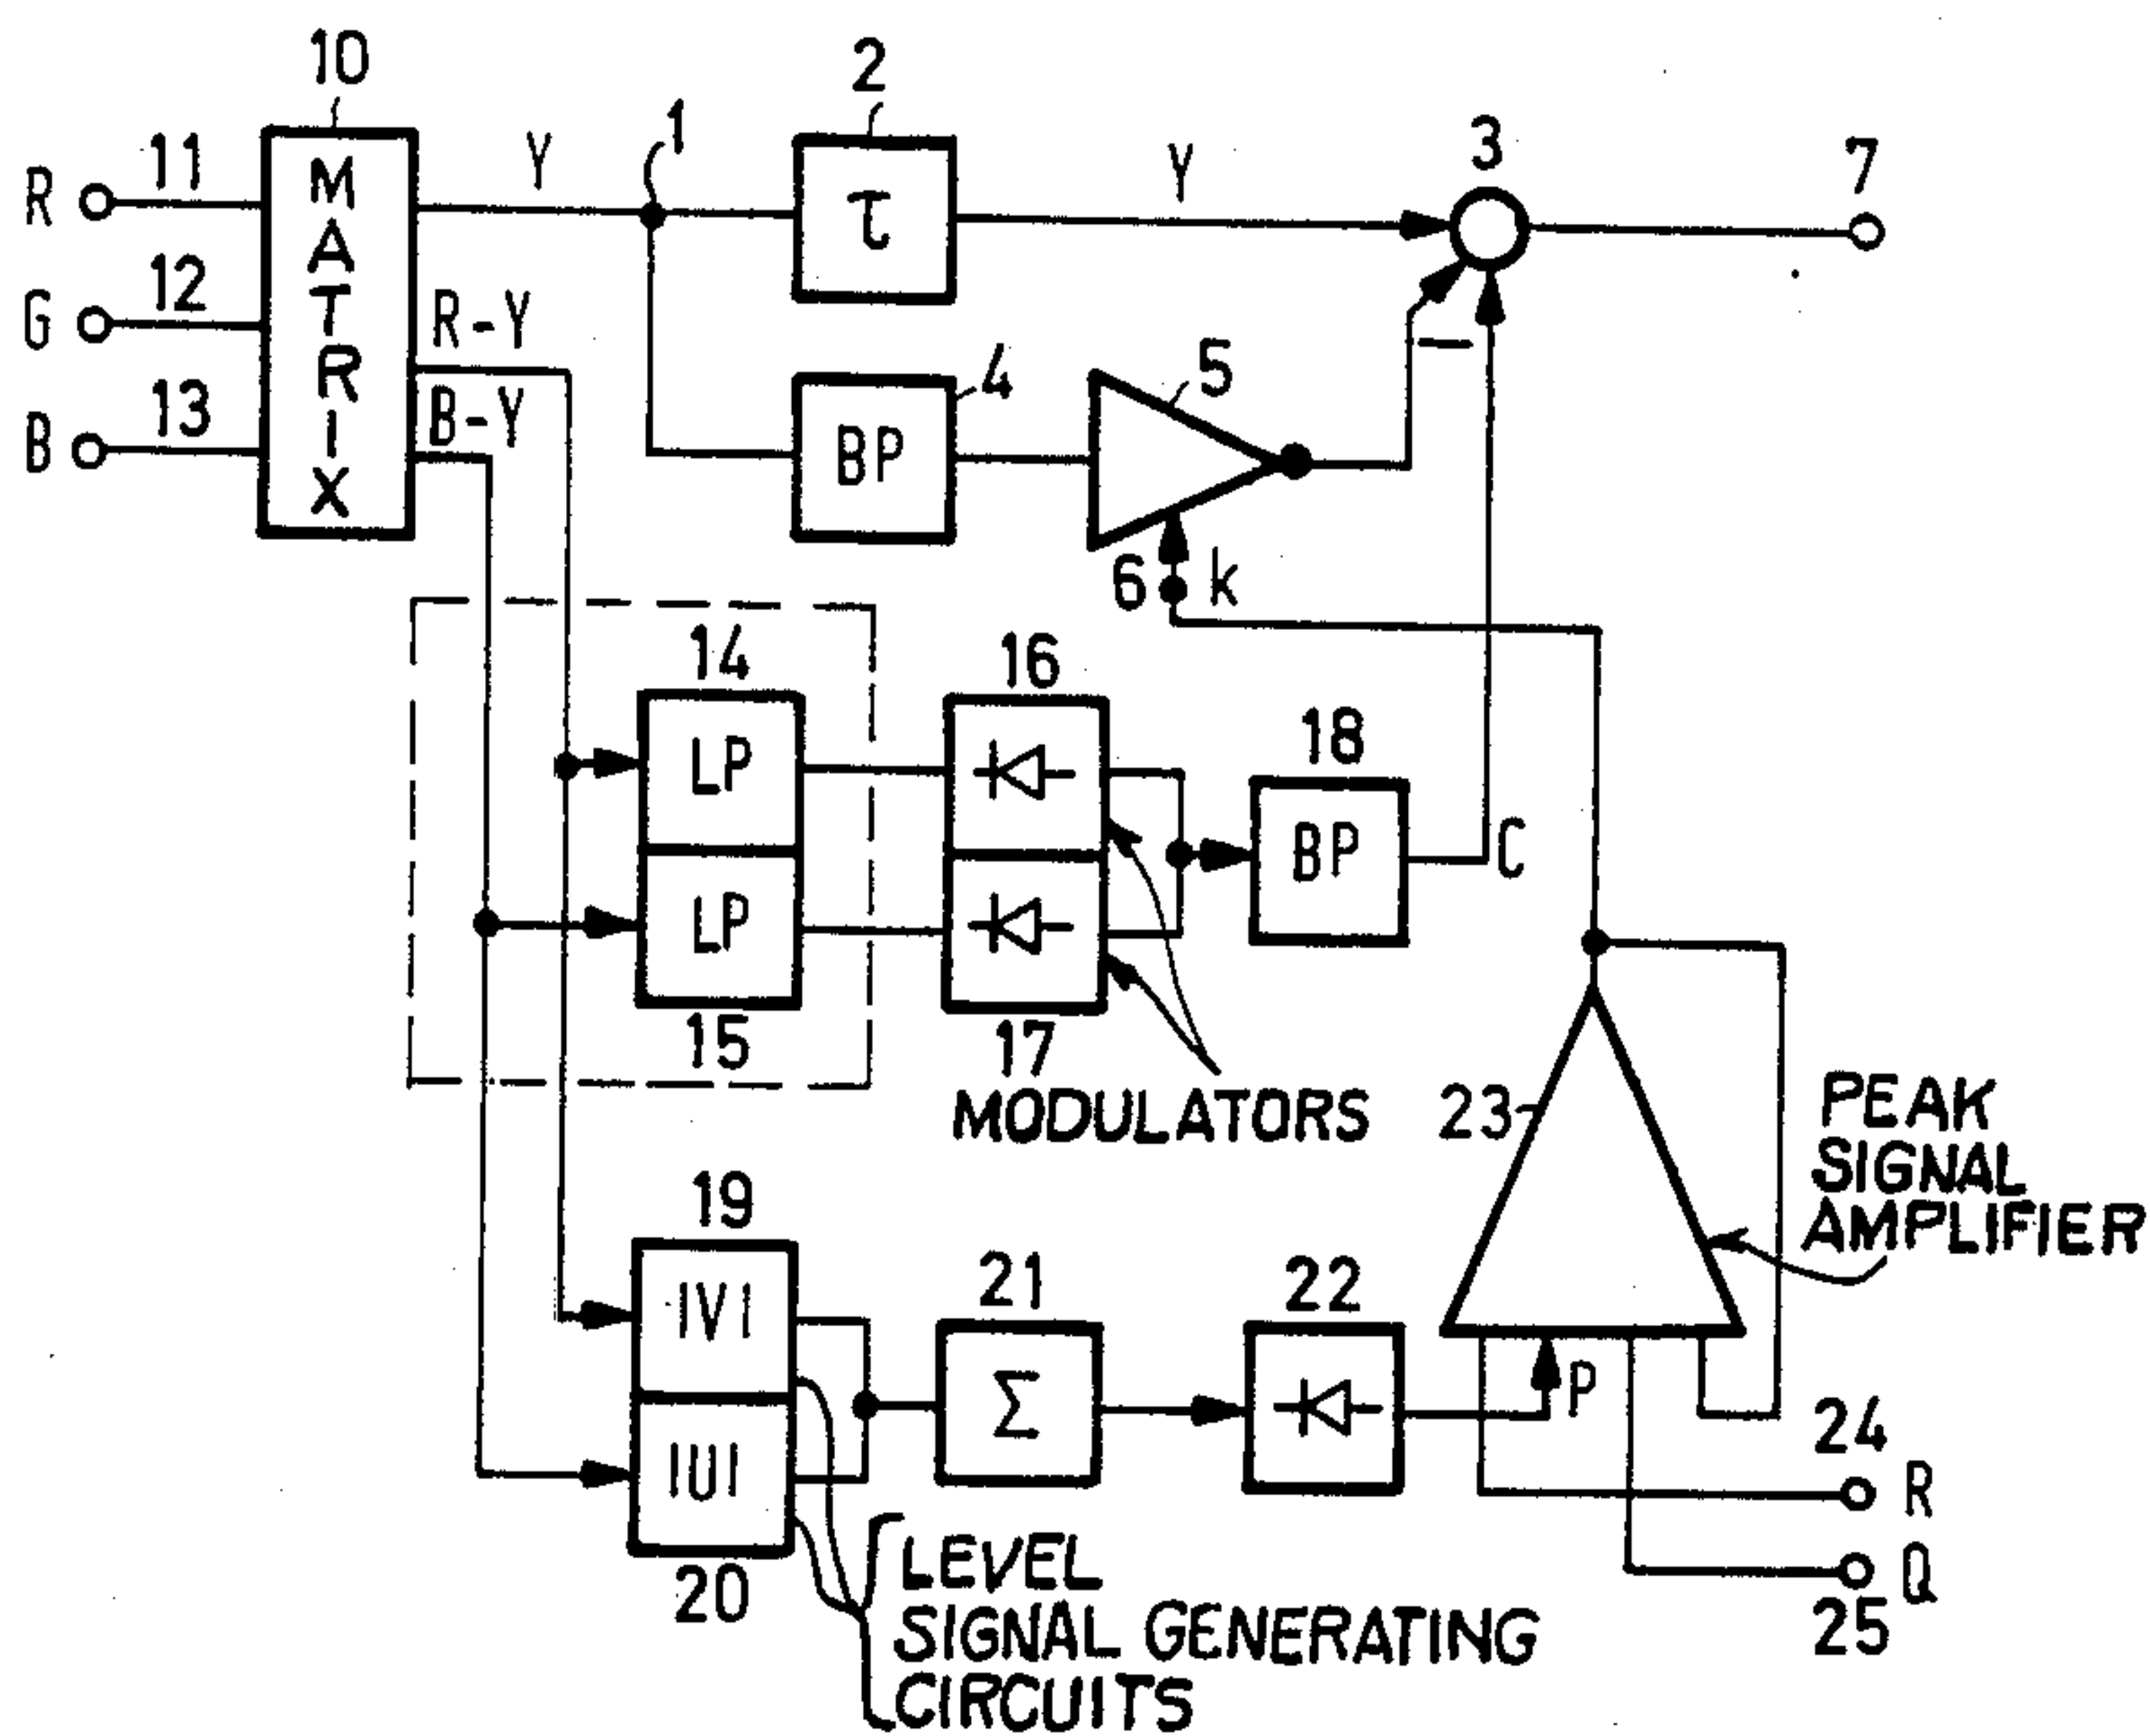 10
2
R 11
Y
1
τ
Y
3
7
MATRIX
G 12
R-Y
B 13
B-Y
BP
4
5
6
k
14
16
18
LP
BP
C
LP
15
17
MODULATORS
23
PEAK
SIGNAL
AMPLIFIER
19
|V|
21
22
Σ
P
24
R
|U|
20
Q
25
LEVEL
SIGNAL GENERATING
CIRCUITS